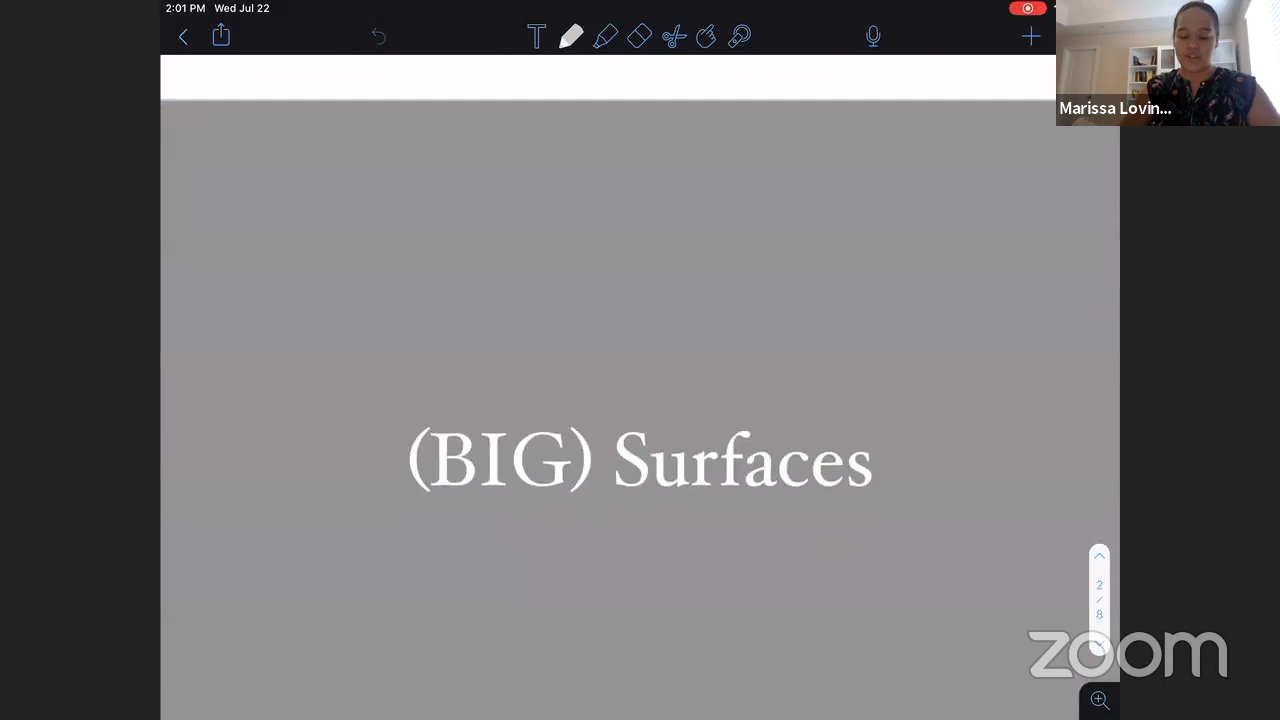 2:01 PM Wed Jul 22
Marissa Lovin...
(BIG) Surfaces
2
/
8
zoom